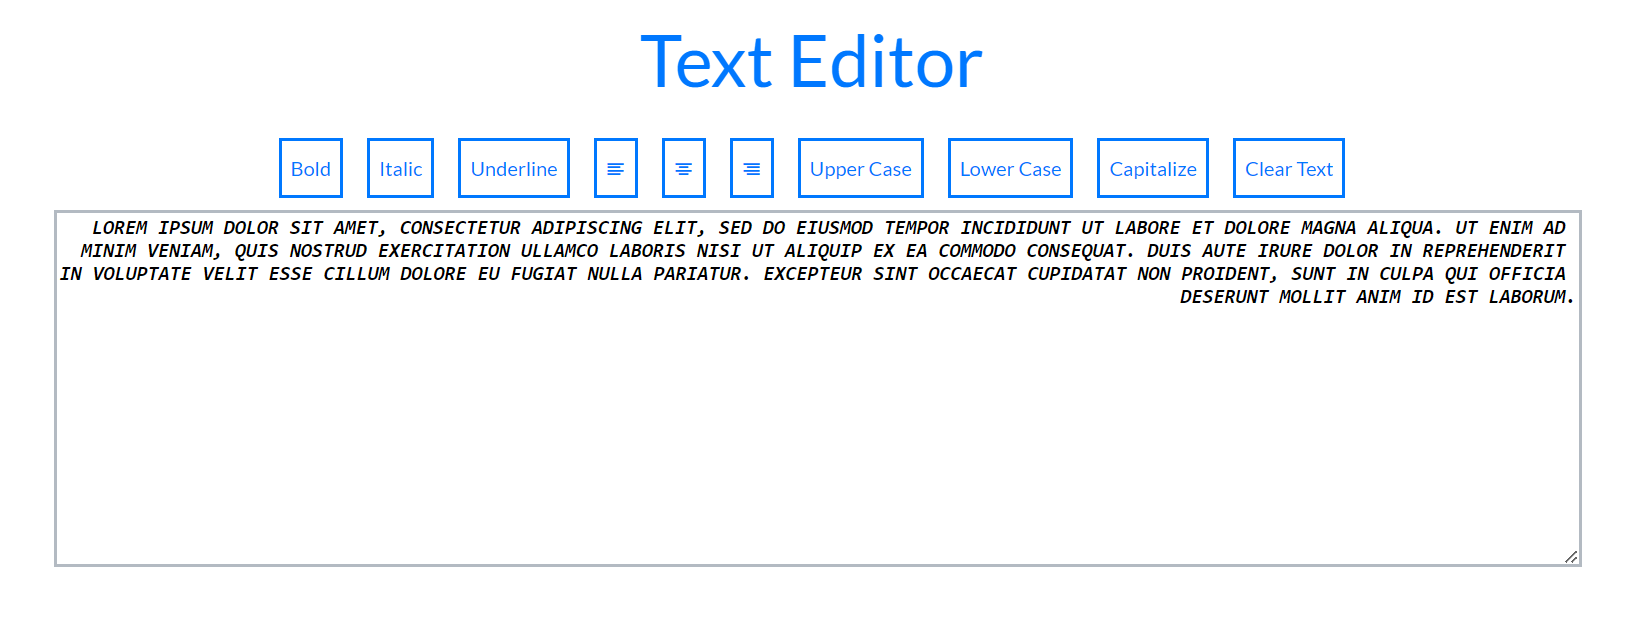 Text Editor
Bold Italic Underline Upper Case Lower Case Capitalize Clear Text
LOREM IPSUM DOLOR SIT AMET, CONSECTETUR ADIPISCING ELIT, SED DO EIUSMOD TEMPOR INCIDIDUNT UT LABORE ET DOLORE MAGNA ALIQUA. UT ENIM AD
MINIM VENIAM, QUIS NOSTRUD EXERCITATION ULLAMCO LABORIS NISI UT ALIQUIP EX EA COMMODO CONSEQUAT. DUIS AUTE IRURE DOLOR IN REPREHENDERIT
IN VOLUPTATE VELIT ESSE CILLUM DOLORE EU FUGIAT NULLA PARIATUR. EXCEPTEUR SINT OCCAECAT CUPIDATAT NON PROIDENT, SUNT IN CULPA QUI OFFICIA
DESERUNT MOLLIT ANIM ID EST LABORUM.